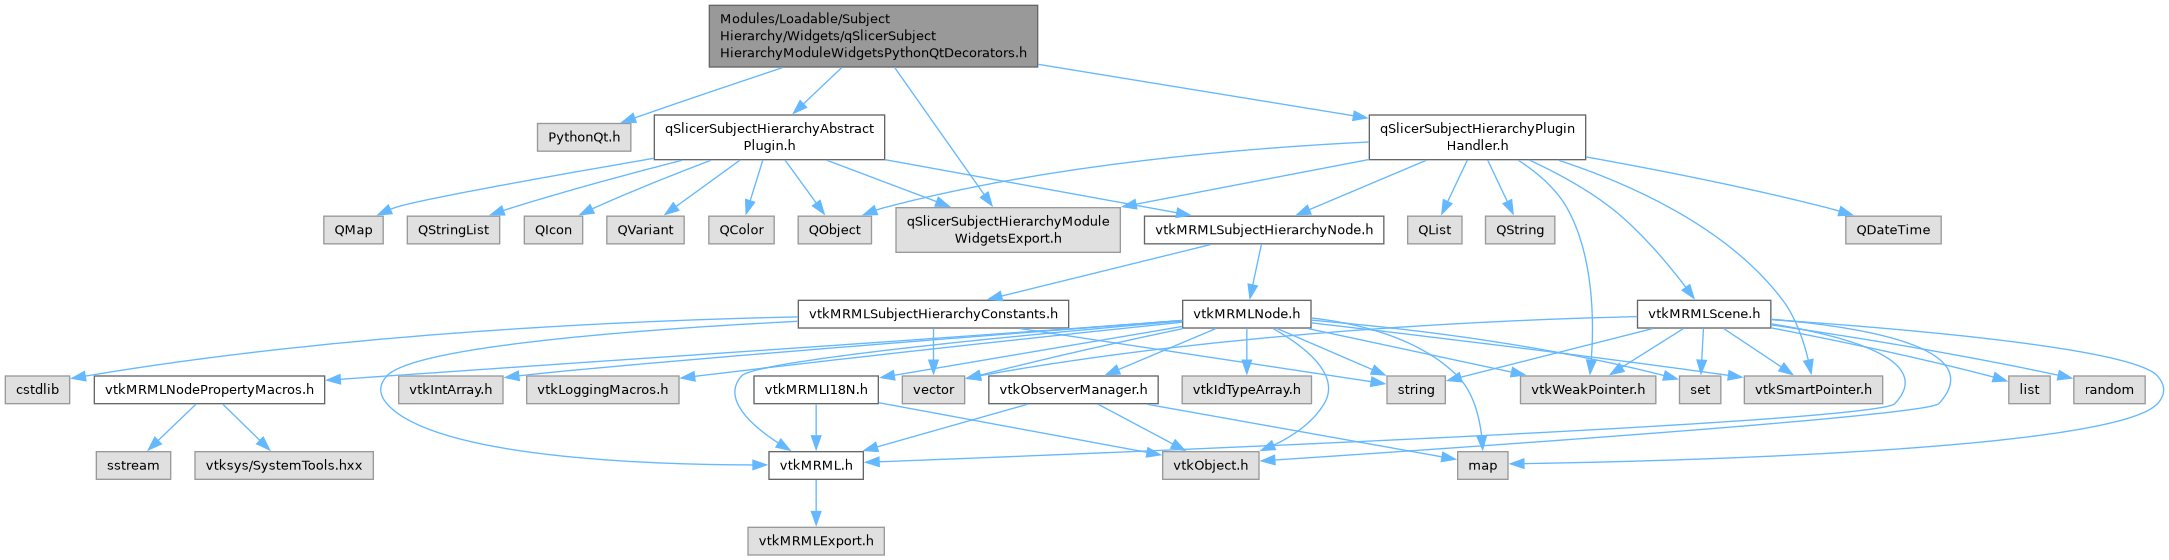 Modules/Loadable/Subject
Hierarchy/Widgets/qSlicerSubject
HierarchyModuleWidgetsPythonQtDecorators.h
PythonQt.h
qSlicerSubjectHierarchyAbstract
Plugin.h
qSlicerSubjectHierarchyPlugin
Handler.h
QMap
QStringList
QIcon
QVariant
QColor
QObject
qSlicerSubjectHierarchyModule
WidgetsExport.h
vtkMRMLSubjectHierarchyNode.h
QList
QString
QDateTime
vtkMRMLSubjectHierarchyConstants.h
vtkMRMLNode.h
vtkMRMLScene.h
cstdlib
vtkMRMLNodePropertyMacros.h
vtkIntArray.h
vtkLoggingMacros.h
vtkMRMLI18N.h
vector
vtkObserverManager.h
vtkIdTypeArray.h
string
vtkWeakPointer.h
set
vtkSmartPointer.h
list
random
sstream
vtksys/SystemTools.hxx
vtkMRML.h
vtkObject.h
map
vtkMRMLExport.h